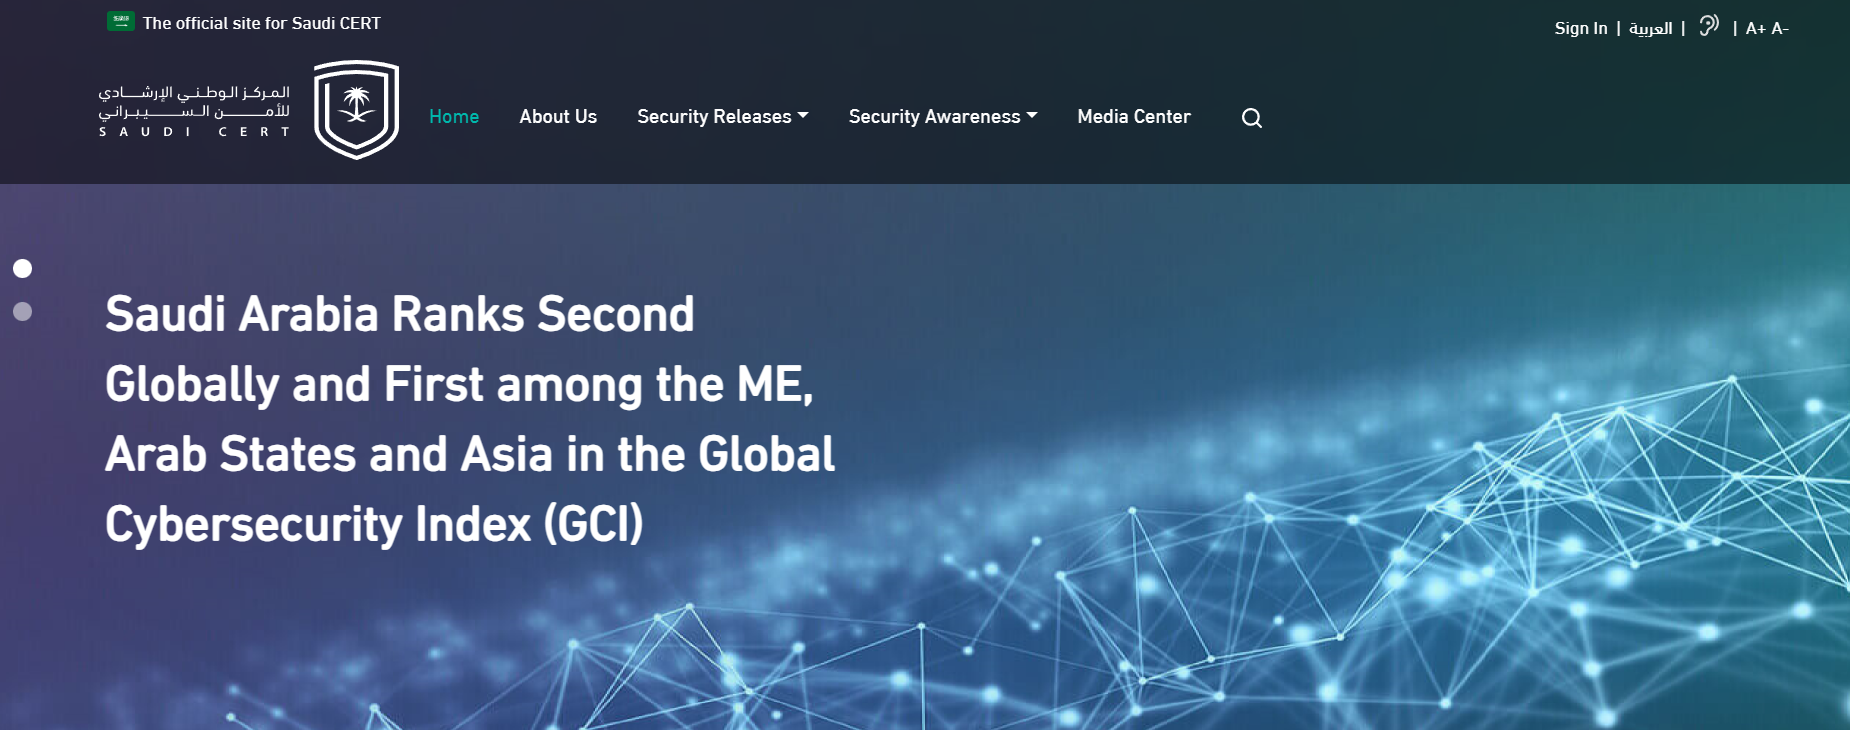 The official site for Saudi CERT
Sign In | العربية | | A+ A-
المركز الوطني الإرشادي
للأمن السيبراني
SAUDI CERT
Home About Us Security Releases Security Awareness Media Center
Saudi Arabia Ranks Second
Globally and First among the ME,
Arab States and Asia in the Global
Cybersecurity Index (GCI)